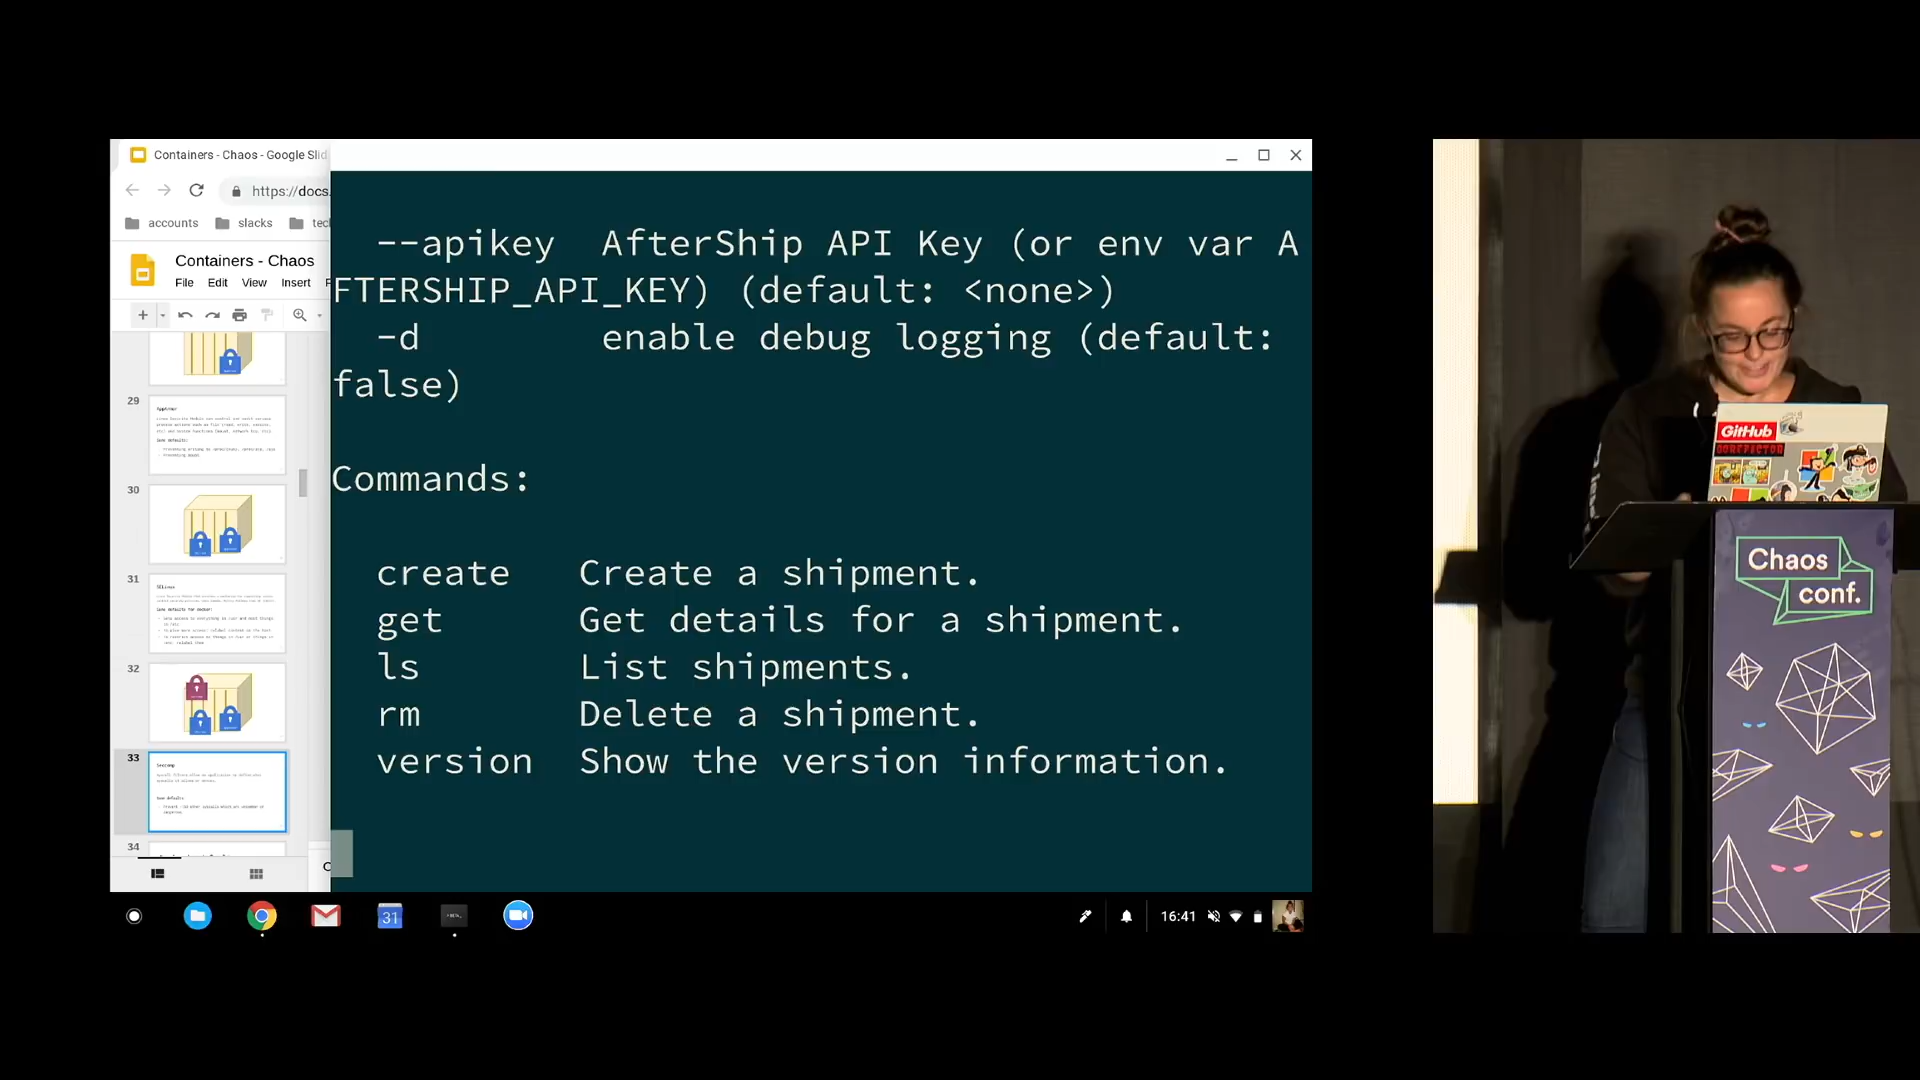 Containers - Chaos - Google Slid
https://docs.
accounts
slacks
tech
Containers - Chaos
File Edit View Insert F
29
30
31
32
33
34
--apikey AfterShip API Key (or env var A
FTERSHIP_API_KEY) (default: <none>)
-d enable debug logging (default:
false)
Commands:
create Create a shipment.
get Get details for a shipment.
ls List shipments.
rm Delete a shipment.
version Show the version information.
31
16:41
GitHub
Chaos
conf.